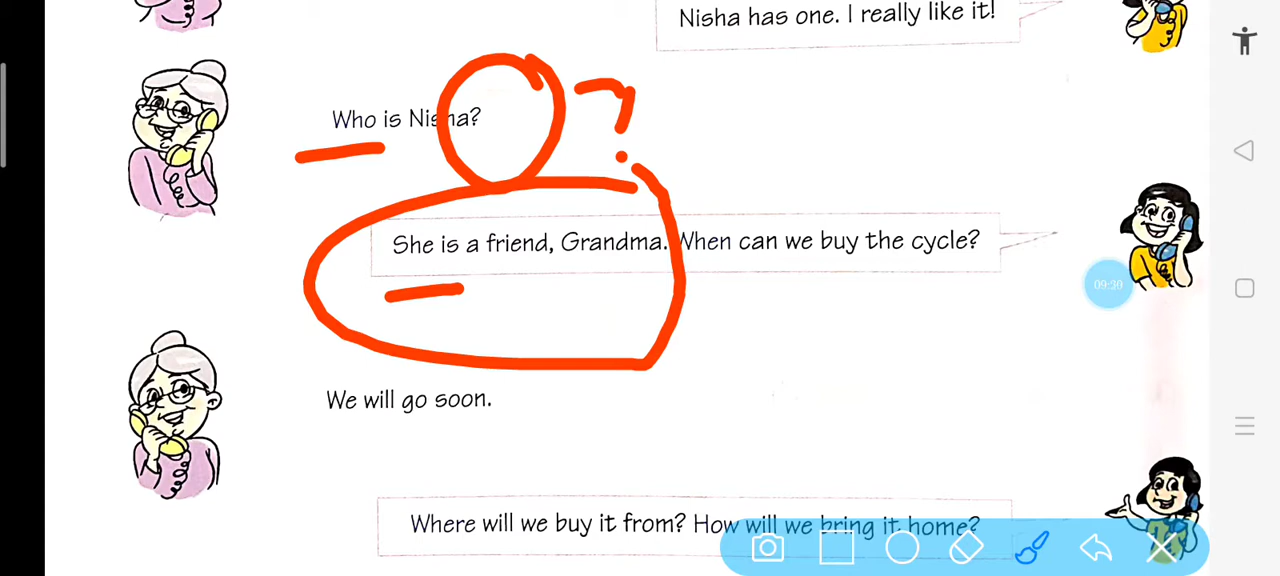 Nisha has one. I really like it!
Who is Nisha?
She is a friend, Grandma. When can we buy the cycle?
09:20
We will go soon.
Where will we buy it from? How will we bring it home?